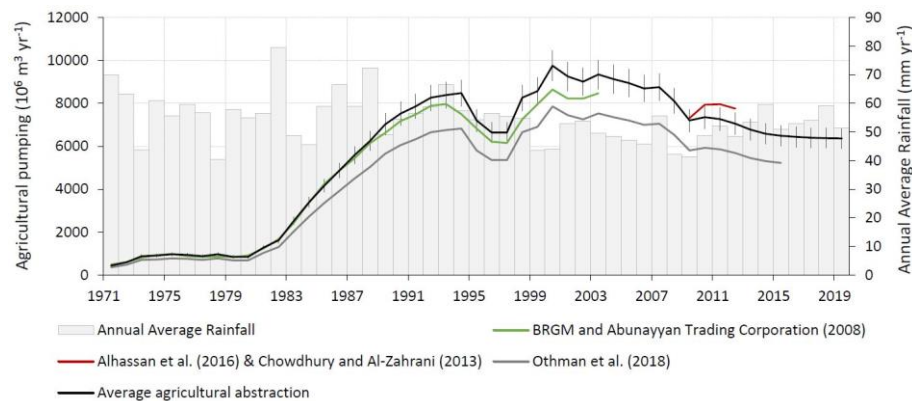 12000
10000
8000
6000
4000
2000
0
Agricultural pumping (10⁶ m³ yr⁻¹)
90
80
70
60
50
40
30
20
10
0
Annual Average Rainfall (mm yr⁻¹)
1971 1975 1979 1983 1987 1991 1995 1999 2003 2007 2011 2015 2019
Annual Average Rainfall
BRGM and Abunayyan Trading Corporation (2008)
Alhassan et al. (2016) & Chowdhury and Al-Zahrani (2013)
Othman et al. (2018)
Average agricultural abstraction